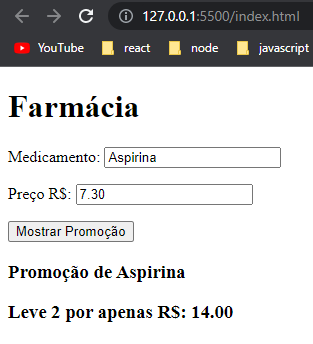 127.0.0.1:5500/index.html
YouTube react node javascript
Farmácia
Medicamento: Aspirina
Preço R$: 7.30
Mostrar Promoção
Promoção de Aspirina
Leve 2 por apenas R$: 14.00